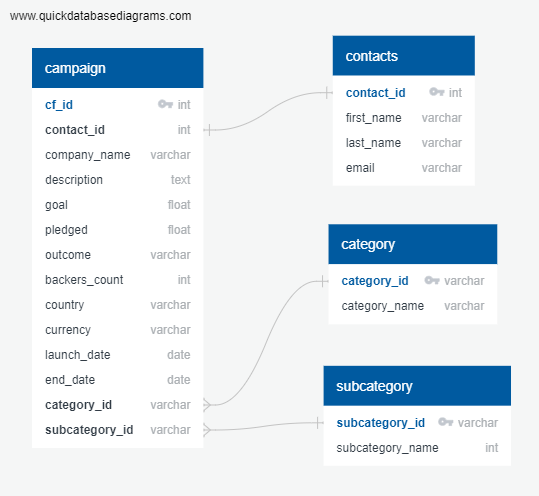 www.quickdatabasediagrams.com
campaign
cf_id int
contact_id int
company_name varchar
description text
goal float
pledged float
outcome varchar
backers_count int
country varchar
currency varchar
launch_date date
end_date date
category_id varchar
subcategory_id varchar
contacts
contact_id int
first_name varchar
last_name varchar
email varchar
category
category_id varchar
category_name varchar
subcategory
subcategory_id varchar
subcategory_name int